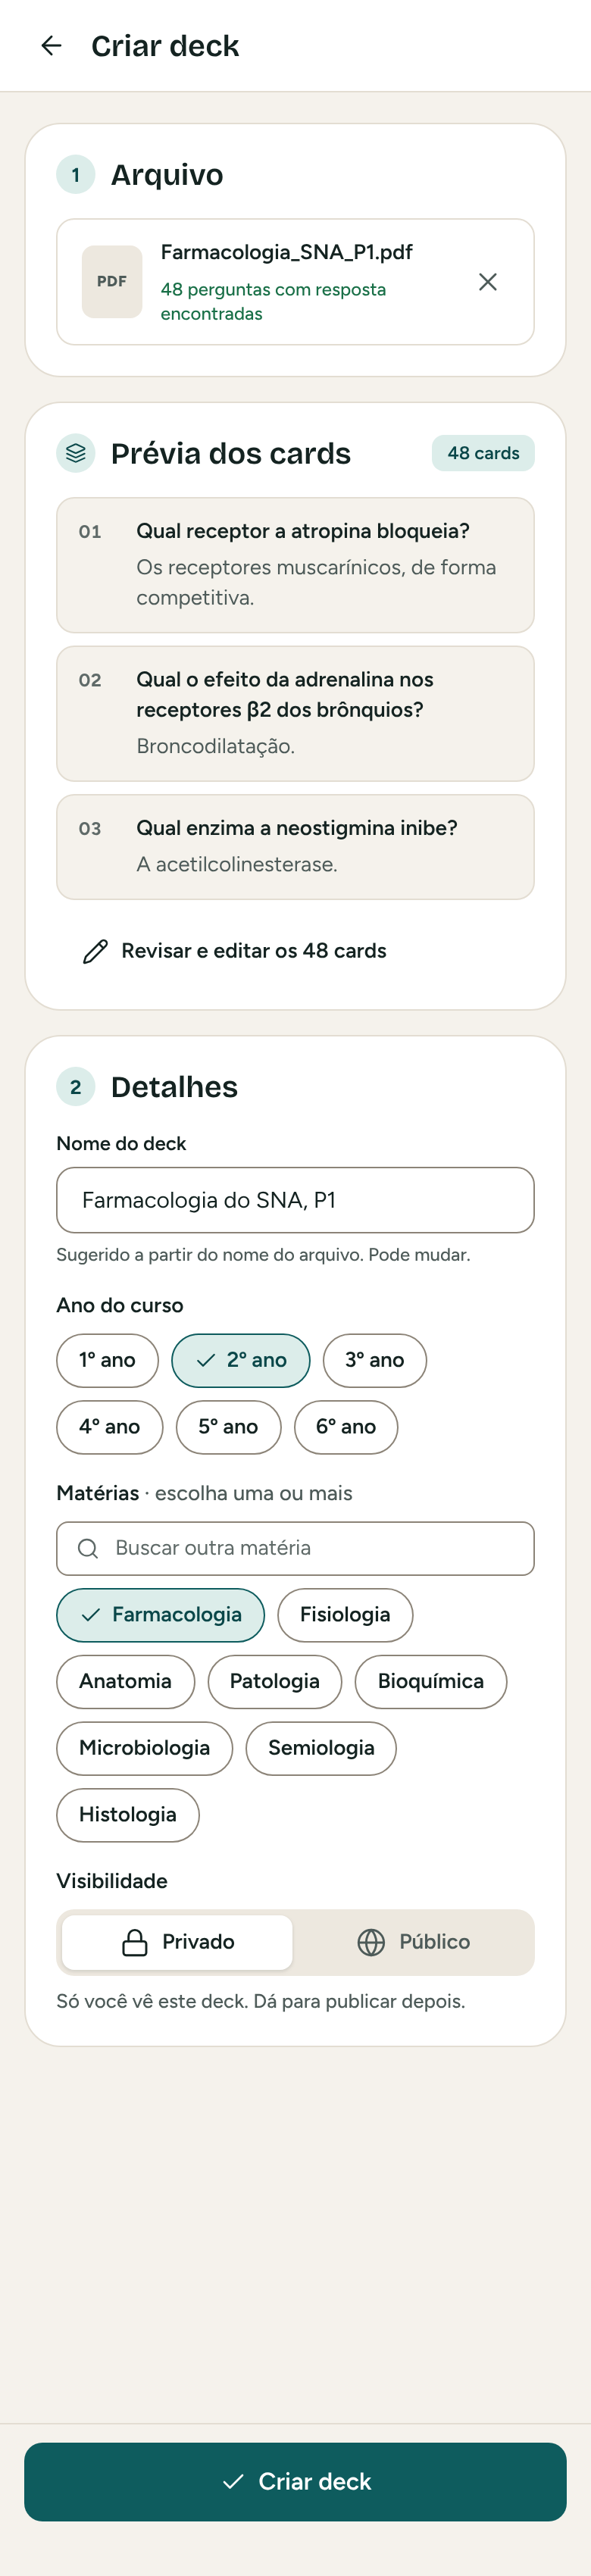 Criar deck
1 Arquivo
PDF
Farmacologia_SNA_P1.pdf
48 perguntas com resposta
encontradas
Prévia dos cards
48 cards
01 Qual receptor a atropina bloqueia?
Os receptores muscarínicos, de forma
competitiva.
02 Qual o efeito da adrenalina nos
receptores β2 dos brônquios?
Broncodilatação.
03 Qual enzima a neostigmina inibe?
A acetilcolinesterase.
Revisar e editar os 48 cards
2 Detalhes
Nome do deck
Farmacologia do SNA, P1
Sugerido a partir do nome do arquivo. Pode mudar.
Ano do curso
1º ano 2º ano 3º ano
4º ano 5º ano 6º ano
Matérias · escolha uma ou mais
Buscar outra matéria
Farmacologia Fisiologia
Anatomia Patologia Bioquímica
Microbiologia Semiologia
Histologia
Visibilidade
Privado Público
Só você vê este deck. Dá para publicar depois.
Criar deck